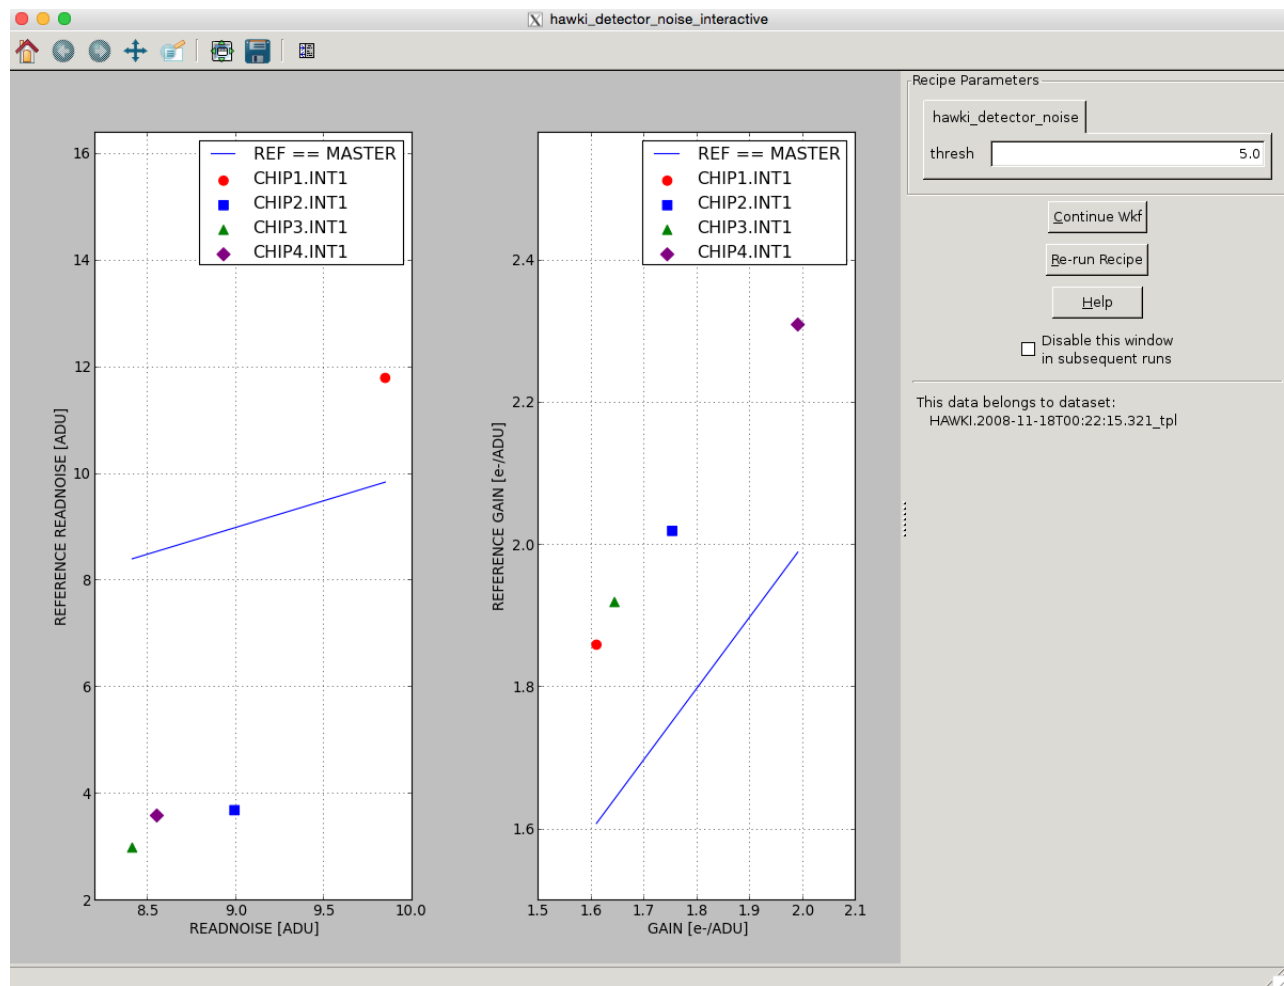 hawki_detector_noise_interactive
REF == MASTER
CHIP1.INT1
CHIP2.INT1
CHIP3.INT1
CHIP4.INT1
16
14
12
10
8
6
4
2
REFERENCE READNOISE [ADU]
8.5 9.0 9.5 10.0
READNOISE [ADU]
REF == MASTER
CHIP1.INT1
CHIP2.INT1
CHIP3.INT1
CHIP4.INT1
2.4
2.2
2.0
1.8
1.6
REFERENCE GAIN [e-/ADU]
1.5 1.6 1.7 1.8 1.9 2.0 2.1
GAIN [e-/ADU]
Recipe Parameters
hawki_detector_noise
thresh 5.0
Continue Wkf
Re-run Recipe
Help
Disable this window
in subsequent runs
This data belongs to dataset:
HAWKI.2008-11-18T00:22:15.321_tpl